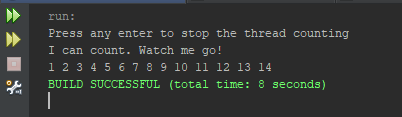 run:
Press any enter to stop the thread counting
I can count. Watch me go!
1 2 3 4 5 6 7 8 9 10 11 12 13 14
BUILD SUCCESSFUL (total time: 8 seconds)